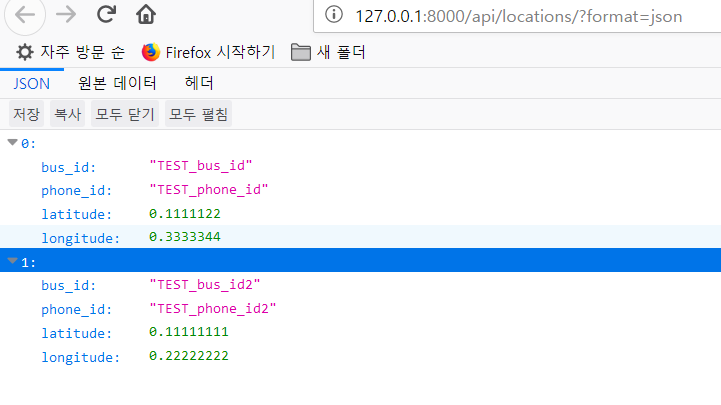 127.0.0.1:8000/api/locations/?format=json
자주 방문 순 Firefox 시작하기 새 폴더
JSON 원본 데이터 헤더
저장 복사 모두 닫기 모두 펼침
0:
bus_id: "TEST_bus_id"
phone_id: "TEST_phone_id"
latitude: 0.1111122
longitude: 0.3333344
1:
bus_id: "TEST_bus_id2"
phone_id: "TEST_phone_id2"
latitude: 0.11111111
longitude: 0.22222222